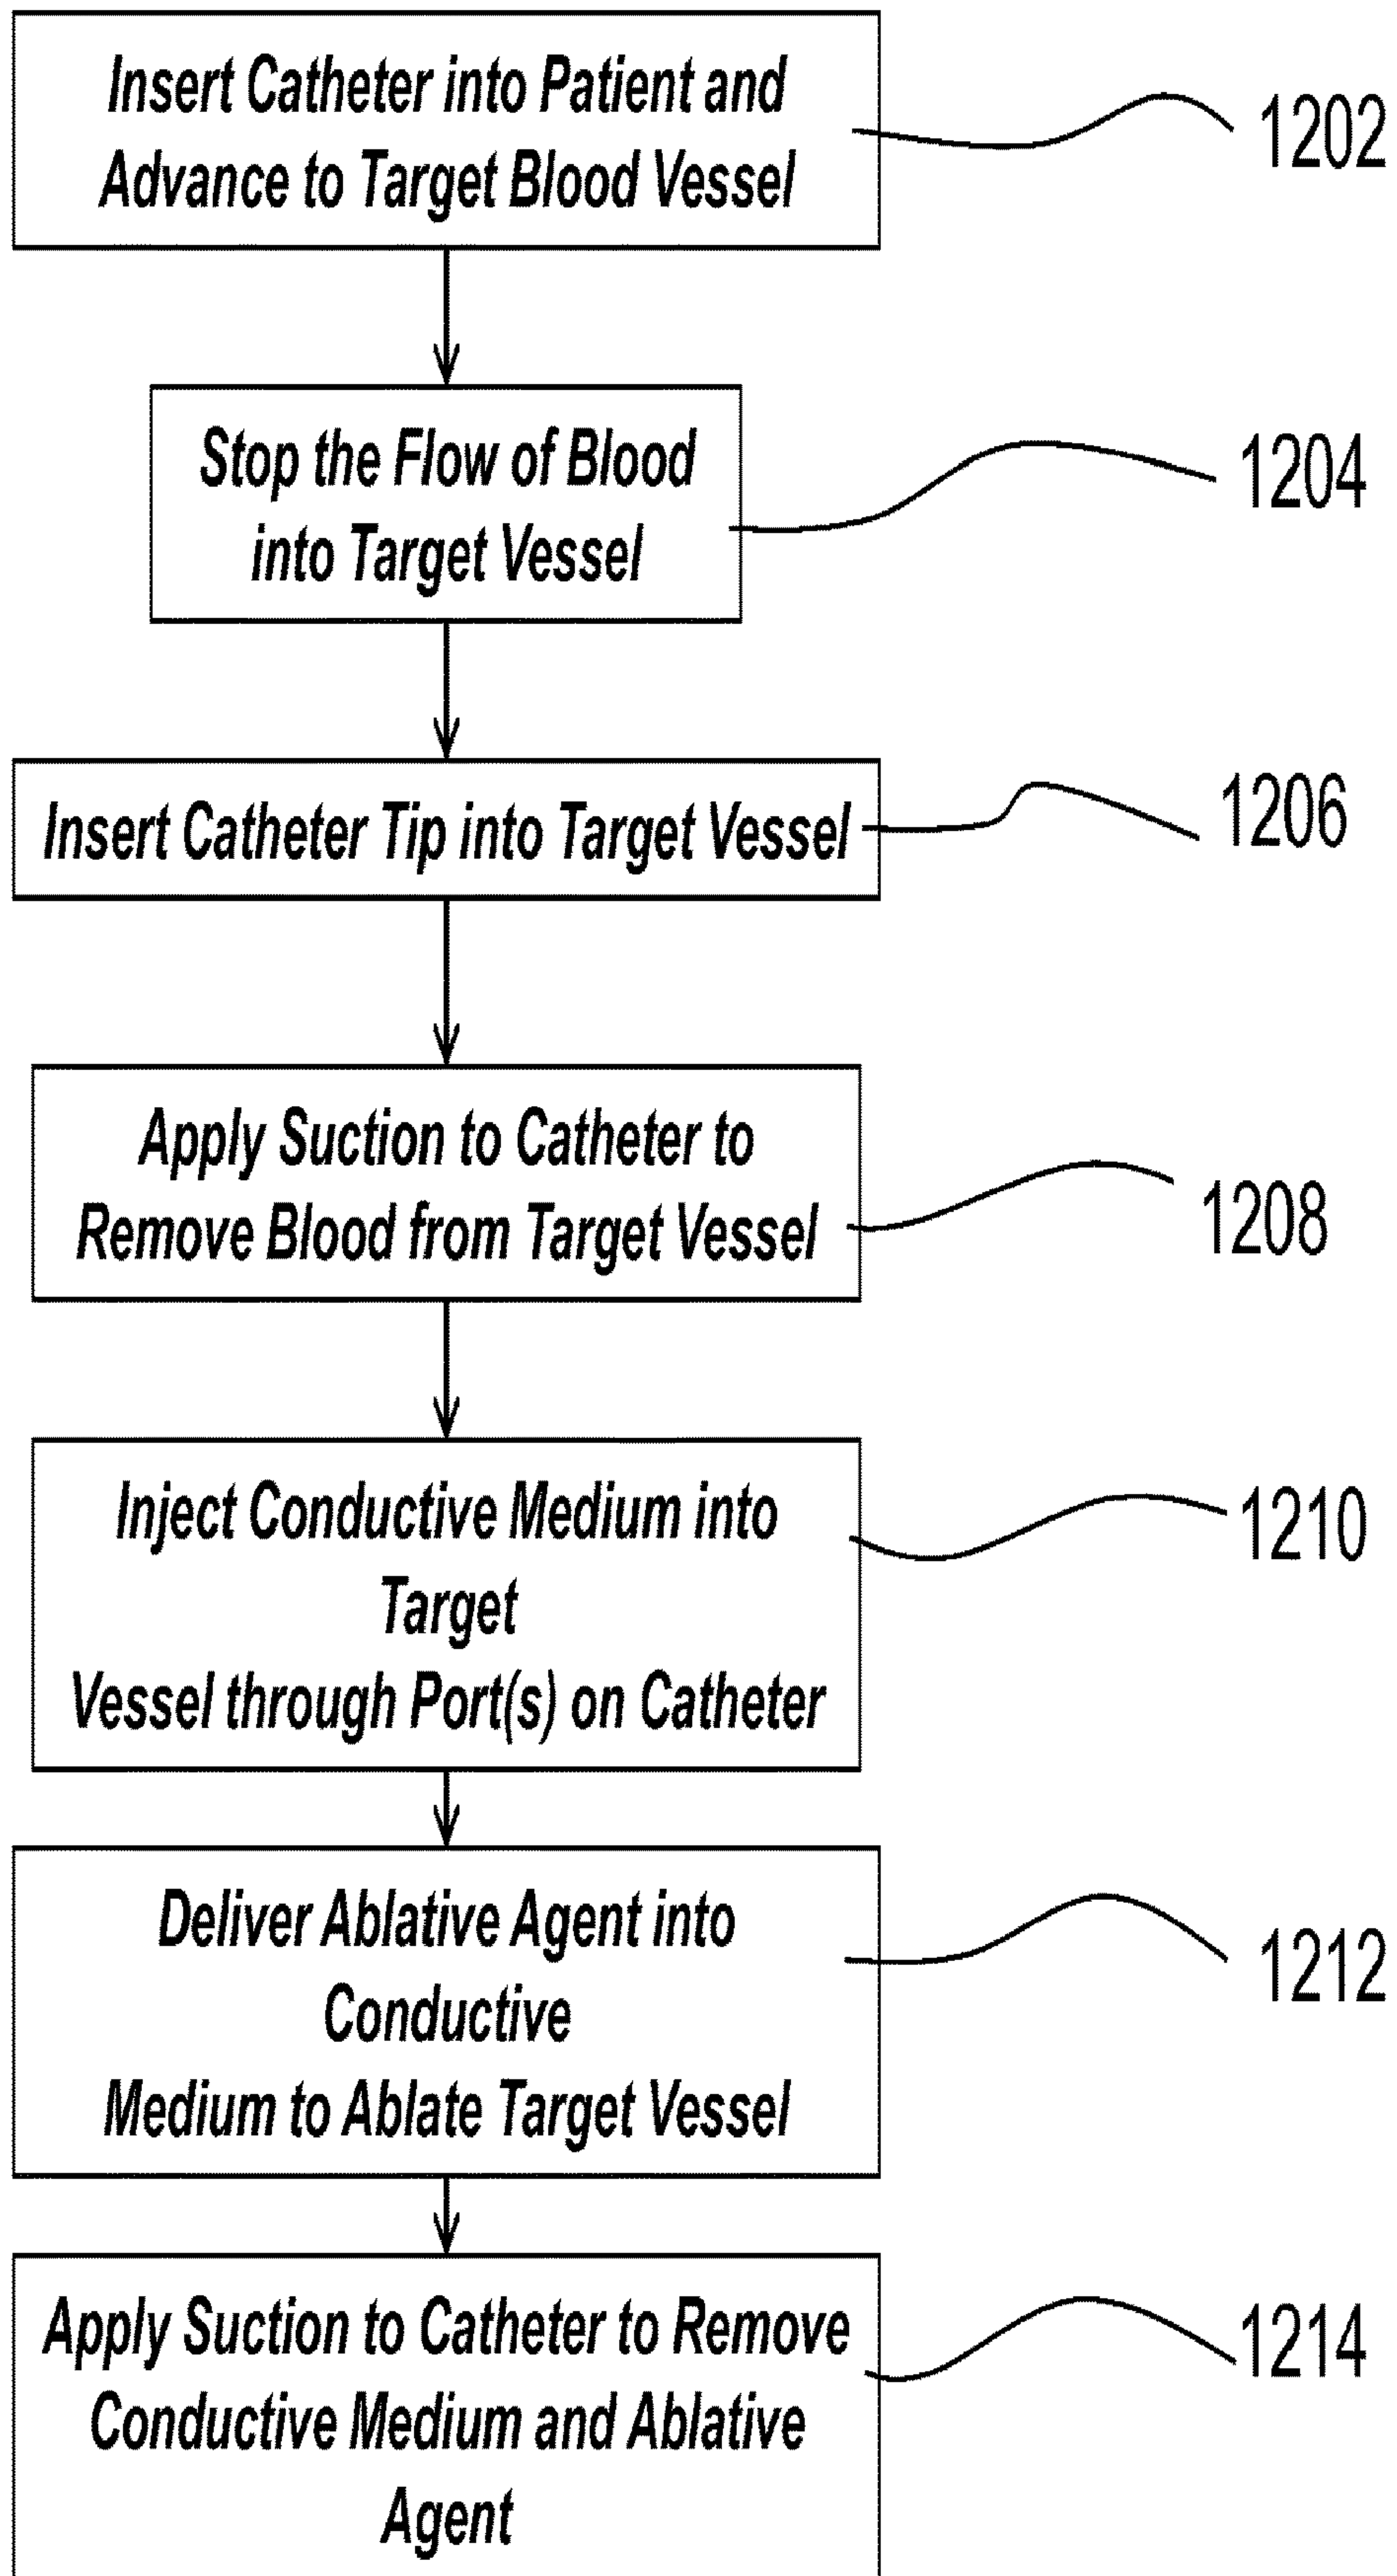 Insert Catheter into Patient and
Advance to Target Blood Vessel
1202
Stop the Flow of Blood
into Target Vessel
1204
Insert Catheter Tip into Target Vessel
1206
Apply Suction to Catheter to
Remove Blood from Target Vessel
1208
Inject Conductive Medium into
Target
Vessel through Port(s) on Catheter
1210
Deliver Ablative Agent into
Conductive
Medium to Ablate Target Vessel
1212
Apply Suction to Catheter to Remove
Conductive Medium and Ablative
Agent
1214